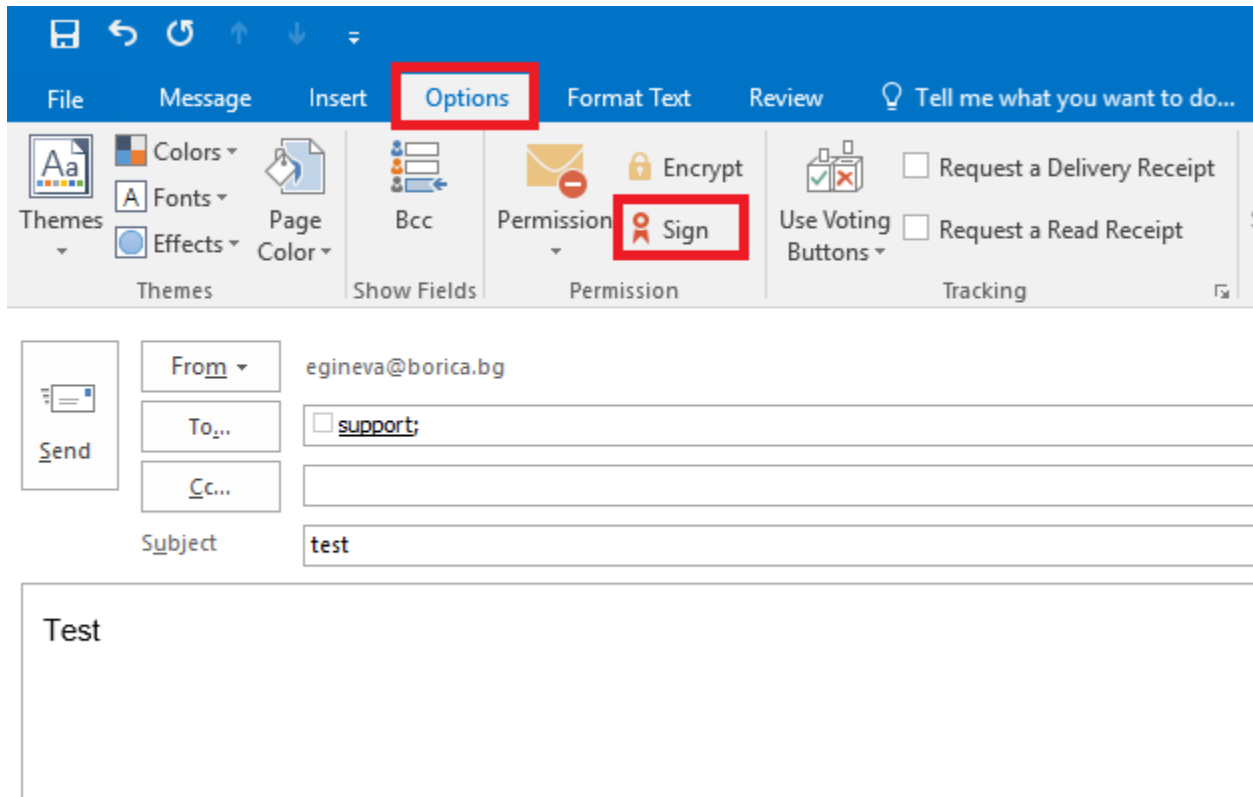 File Message Insert Options Format Text Review Tell me what you want to do...
Aa Colors Encrypt Request a Delivery Receipt
A Fonts
Themes Page Bcc Permission Sign Use Voting Request a Read Receipt
Effects Color Buttons
Themes Show Fields Permission Tracking
From egineva@borica.bg
To... support;
Send
Cc...
Subject test
Test